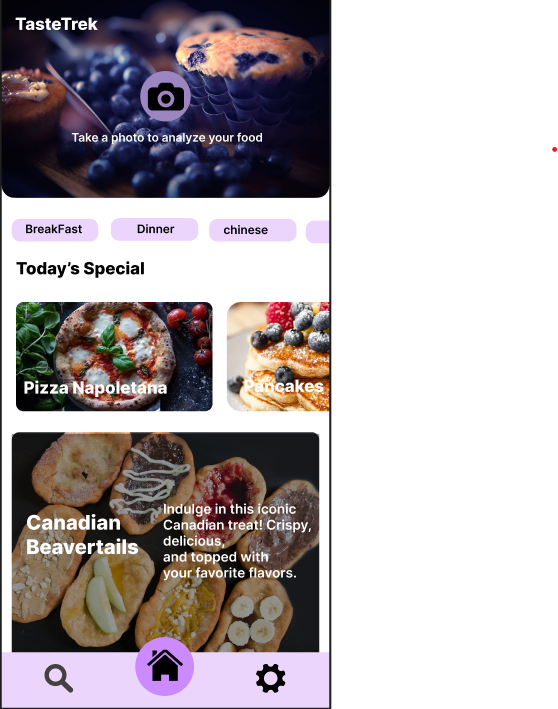 TasteTrek
Take a photo to analyze your food
BreakFast
Dinner
chinese
Today's Special
Pizza Napoletana
Pancakes
Canadian
Beavertails
Indulge in this iconic
Canadian treat! Crispy,
delicious,
and topped with
your favorite flavors.